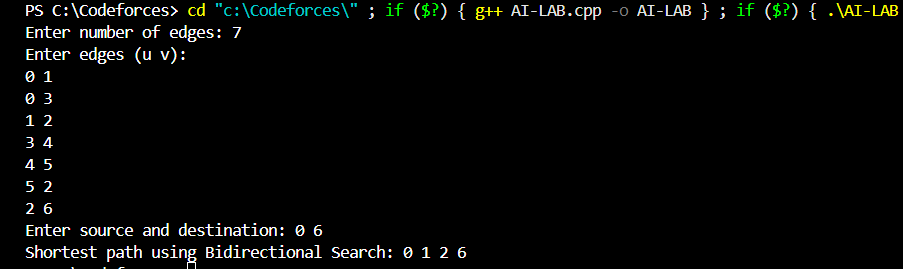 PS C:\Codeforces> cd "c:\Codeforces\" ; if ($?) { g++ AI-LAB.cpp -o AI-LAB } ; if ($?) { .\AI-LAB
Enter number of edges: 7
Enter edges (u v):
0 1
0 3
1 2
3 4
4 5
5 2
2 6
Enter source and destination: 0 6
Shortest path using Bidirectional Search: 0 1 2 6